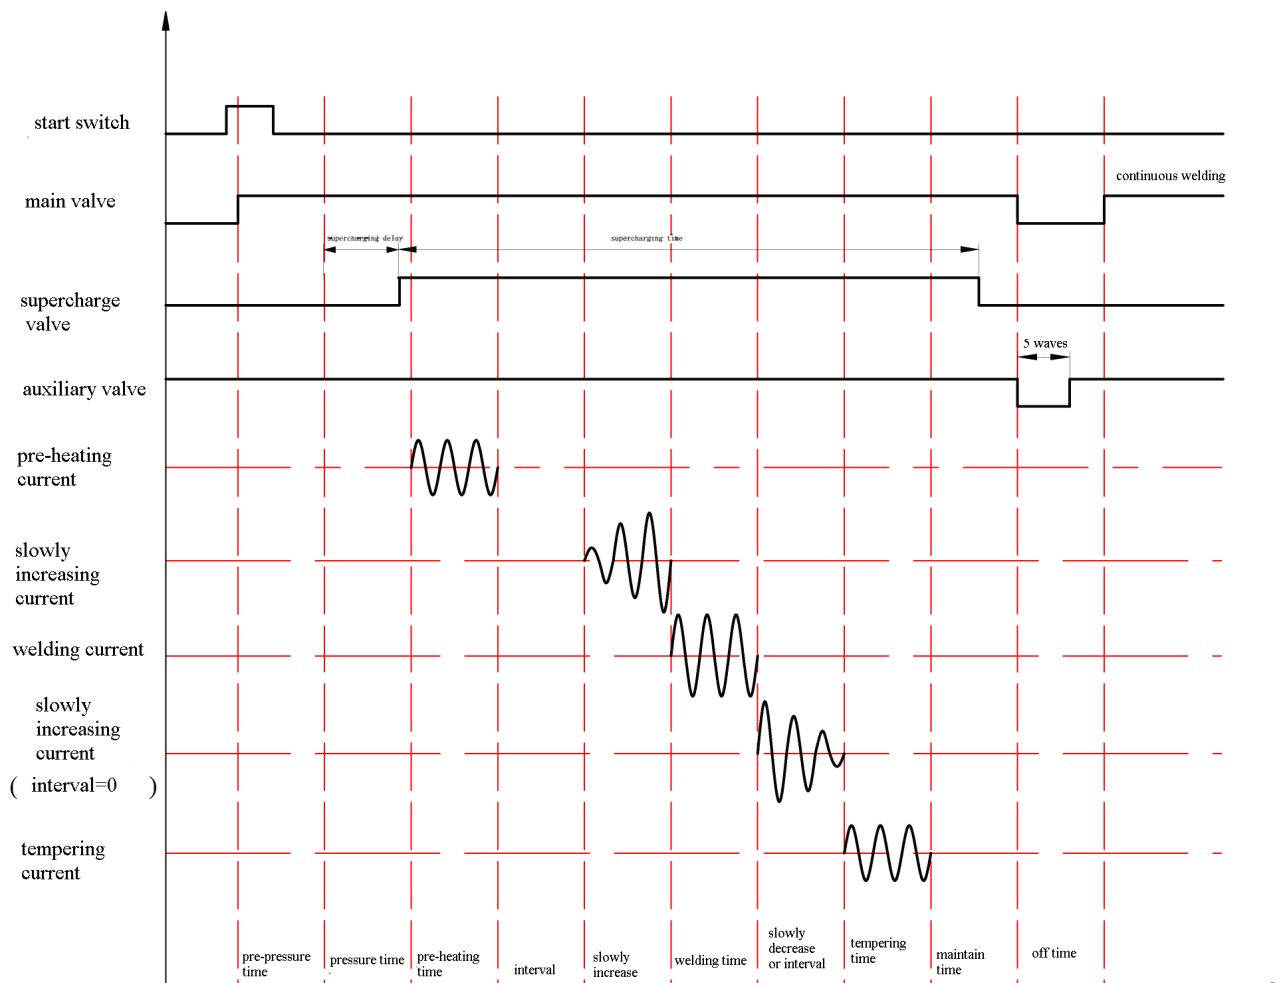 start switch
continuous welding
main valve
supercharging delay
supercharging time
supercharge
valve
5 waves
auxiliary valve
pre-heating
current
slowly
increasing
current
welding current
slowly
increasing
current
( interval=0 )
tempering
current
pre-pressure
time
pressure time
pre-heating
time
interval
slowly
increase
welding time
slowly
decrease
or interval
tempering
time
maintain
time
off time